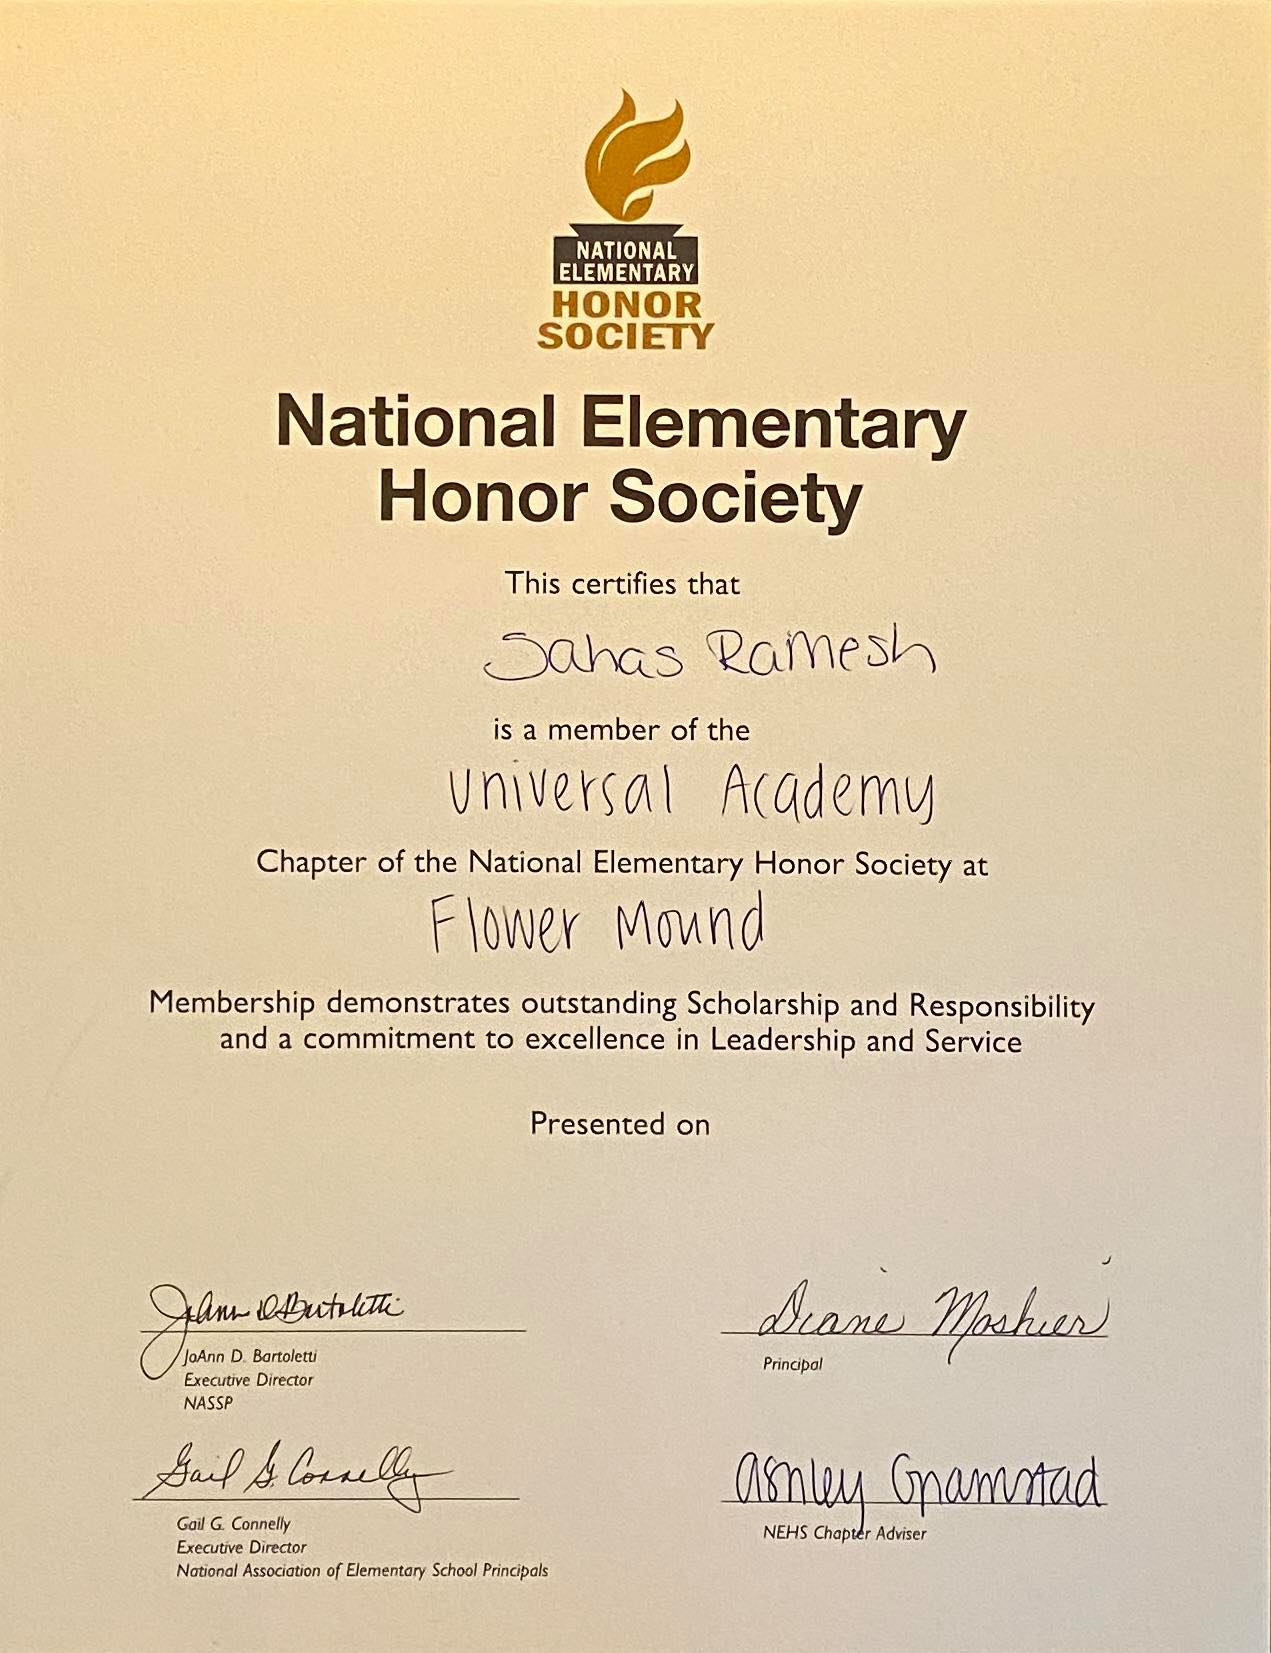 NATIONAL
ELEMENTARY
HONOR
SOCIETY
National Elementary
Honor Society
This certifies that
Sahas Ramesh
is a member of the
Universal Academy
Chapter of the National Elementary Honor Society at
Flower Mound
Membership demonstrates outstanding Scholarship and Responsibility
and a commitment to excellence in Leadership and Service
Presented on
JoAnn D. Bartoletti
JoAnn D. Bartoletti
Executive Director
NASSP
Diane Moshier
Principal
Gail G. Connelly
Gail G. Connelly
Executive Director
National Association of Elementary School Principals
Ashley
NEHS Chapter Adviser